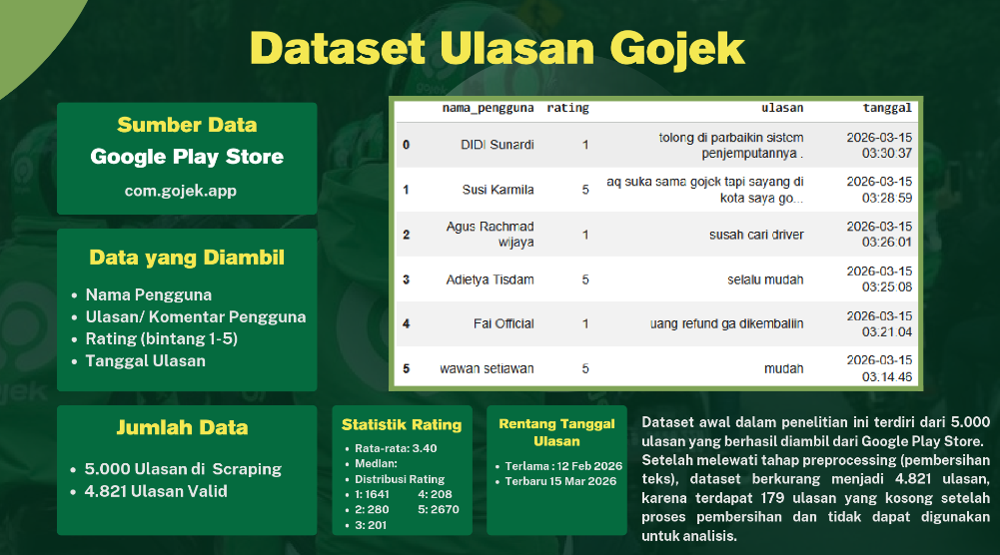 Dataset Ulasan Gojek
Sumber Data
Google Play Store
com.gojek.app
Data yang Diambil
• Nama Pengguna
• Ulasan/ Komentar Pengguna
• Rating (bintang 1-5)
• Tanggal Ulasan
nama_pengguna rating ulasan tanggal
0 DIDI Sunardi 1 tolong di parbaikin sistem penjemputannya . 2026-03-15 03:30:37
1 Susi Karmila 5 aq suka sama gojek tapi sayang di kota saya go... 2026-03-15 03:28:59
2 Agus Rachmad wijaya 1 susah cari driver 2026-03-15 03:26:01
3 Adietya Tisdam 5 selalu mudah 2026-03-15 03:25:08
4 Fai Official 1 uang refund ga dikembaliin 2026-03-15 03:21:04
5 wawan setiawan 5 mudah 2026-03-15 03:14:46
Jumlah Data
• 5.000 Ulasan di Scraping
• 4.821 Ulasan Valid
Statistik Rating
• Rata-rata: 3.40
• Median:
• Distribusi Rating
• 1: 1641 4: 208
• 2: 280 5: 2670
• 3: 201
Rentang Tanggal
Ulasan
• Terlama : 12 Feb 2026
• Terbaru 15 Mar 2026
Dataset awal dalam penelitian ini terdiri dari 5.000
ulasan yang berhasil diambil dari Google Play Store.
Setelah melewati tahap preprocessing (pembersihan
teks), dataset berkurang menjadi 4.821 ulasan,
karena terdapat 179 ulasan yang kosong setelah
proses pembersihan dan tidak dapat digunakan
untuk analisis.